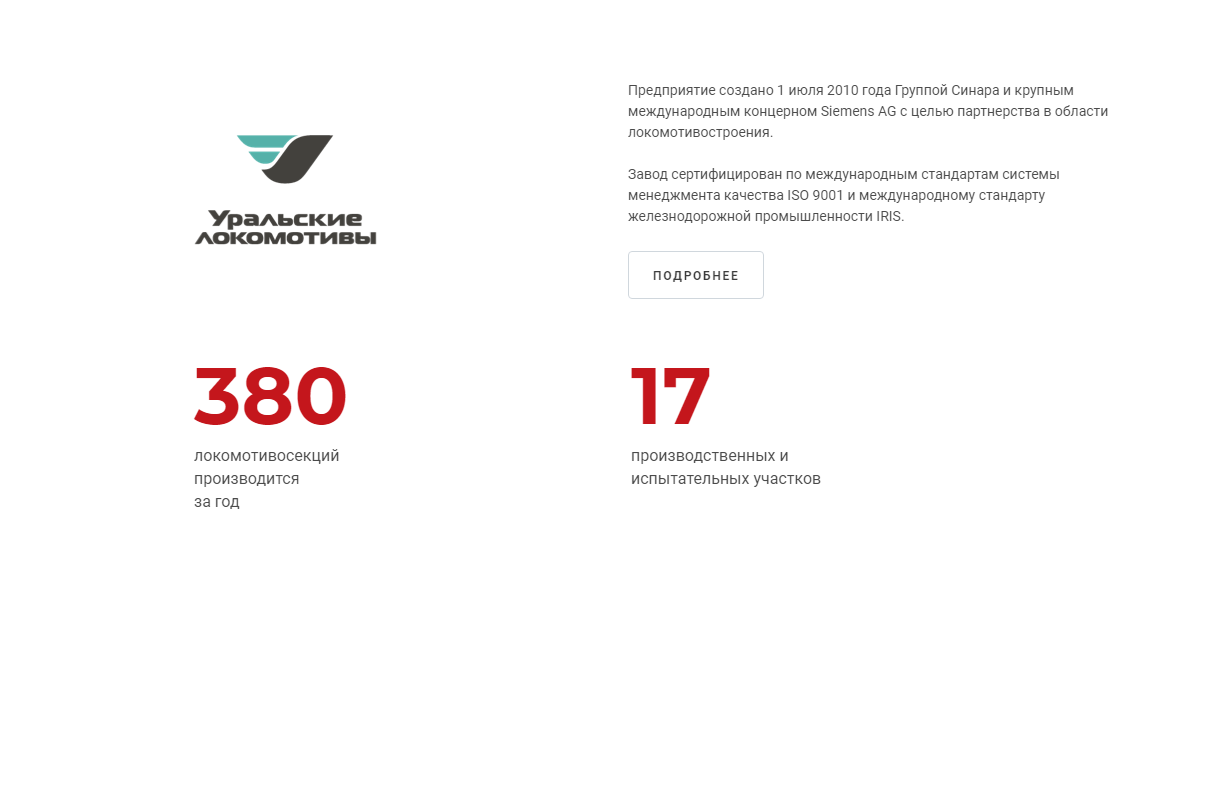 Уральские
локомотивы
Предприятие создано 1 июля 2010 года Группой Синара и крупным
международным концерном Siemens AG с целью партнерства в области
локомотивостроения.
Завод сертифицирован по международным стандартам системы
менеджмента качества ISO 9001 и международному стандарту
железнодорожной промышленности IRIS.
ПОДРОБНЕЕ
380
локомотивосекций
производится
за год
17
производственных и
испытательных участков